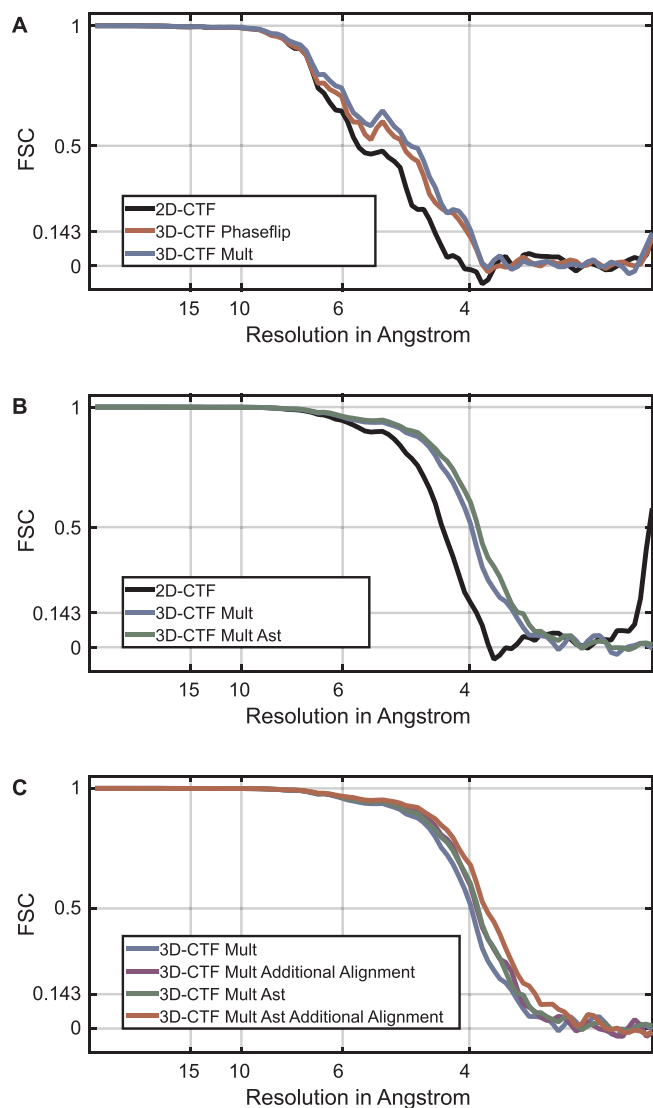 A
1
0.5
0.143
0
FSC
2D-CTF
3D-CTF Phaseflip
3D-CTF Mult
15 10 6 4
Resolution in Angstrom
B
1
0.5
0.143
0
FSC
2D-CTF
3D-CTF Mult
3D-CTF Mult Ast
15 10 6 4
Resolution in Angstrom
C
1
0.5
0.143
0
FSC
3D-CTF Mult
3D-CTF Mult Additional Alignment
3D-CTF Mult Ast
3D-CTF Mult Ast Additional Alignment
15 10 6 4
Resolution in Angstrom